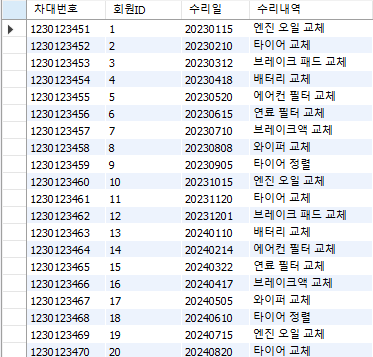 차대번호 회원ID 수리일 수리내역
1230123451 1 20230115 엔진 오일 교체
1230123452 2 20230210 타이어 교체
1230123453 3 20230312 브레이크 패드 교체
1230123454 4 20230418 배터리 교체
1230123455 5 20230520 에어컨 필터 교체
1230123456 6 20230615 연료 필터 교체
1230123457 7 20230710 브레이크액 교체
1230123458 8 20230808 와이퍼 교체
1230123459 9 20230905 타이어 정렬
1230123460 10 20231015 엔진 오일 교체
1230123461 11 20231120 타이어 교체
1230123462 12 20231201 브레이크 패드 교체
1230123463 13 20240110 배터리 교체
1230123464 14 20240214 에어컨 필터 교체
1230123465 15 20240322 연료 필터 교체
1230123466 16 20240417 브레이크액 교체
1230123467 17 20240505 와이퍼 교체
1230123468 18 20240610 타이어 정렬
1230123469 19 20240715 엔진 오일 교체
1230123470 20 20240820 타이어 교체